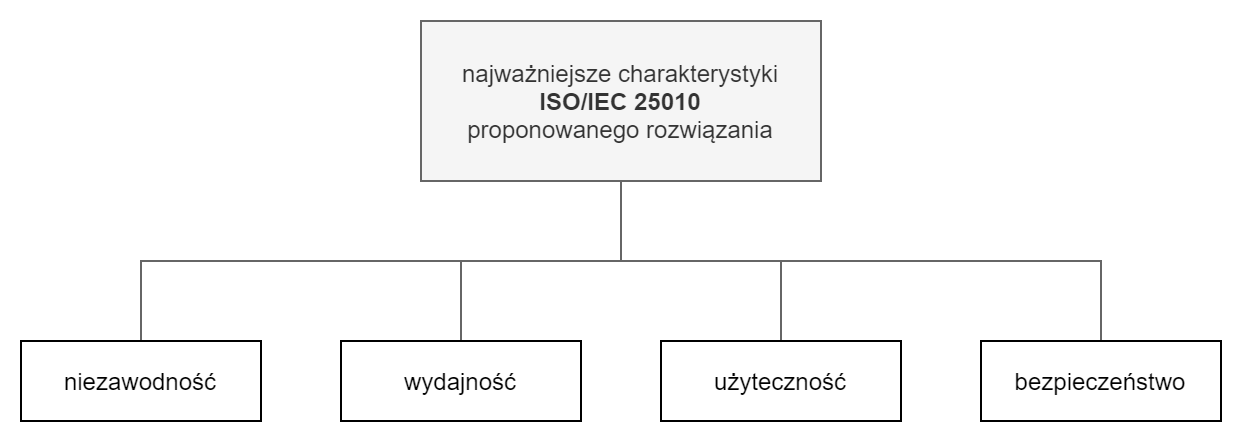 najważniejsze charakterystyki
ISO/IEC 25010
proponowanego rozwiązania
niezawodność
wydajność
użyteczność
bezpieczeństwo